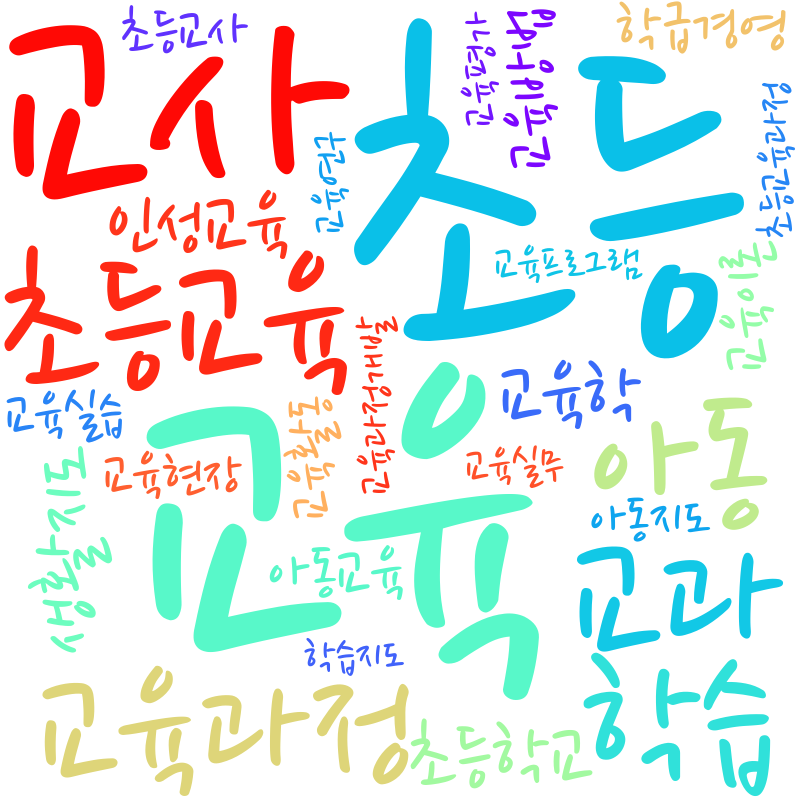 초등교사
교사
초등
교육평가
교육방법
학급경영
초등교육과정
교육연구
인성교육
교육프로그램
교육이론
초등교육
교육과정개발
교육학
교육실습
교육
교육활동
아동
교육현장
교육실무
생활지도
아동지도
아동교육
교과
학습지도
학습
교육과정
초등학교